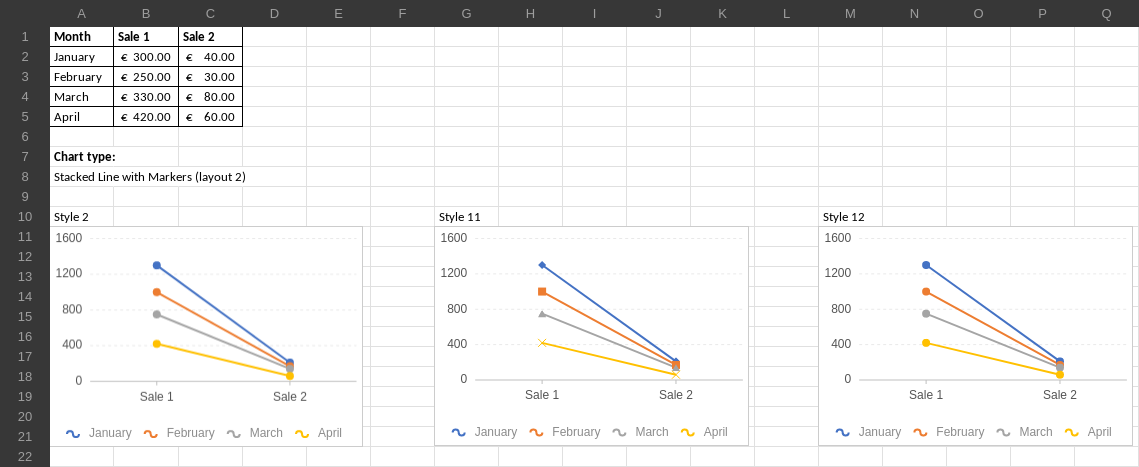 A B C D E F G H I J K L M N O P Q
1 Month Sale 1 Sale 2
2 January € 300.00 € 40.00
3 February € 250.00 € 30.00
4 March € 330.00 € 80.00
5 April € 420.00 € 60.00
6
7 Chart type:
8 Stacked Line with Markers (layout 2)
9
10 Style 2 Style 11 Style 12
11
12
13
14
15
16
17
18
19
20
21
22
1600
1200
800
400
0
Sale 1 Sale 2
January February March April
1600
1200
800
400
0
Sale 1 Sale 2
January February March April
1600
1200
800
400
0
Sale 1 Sale 2
January February March April